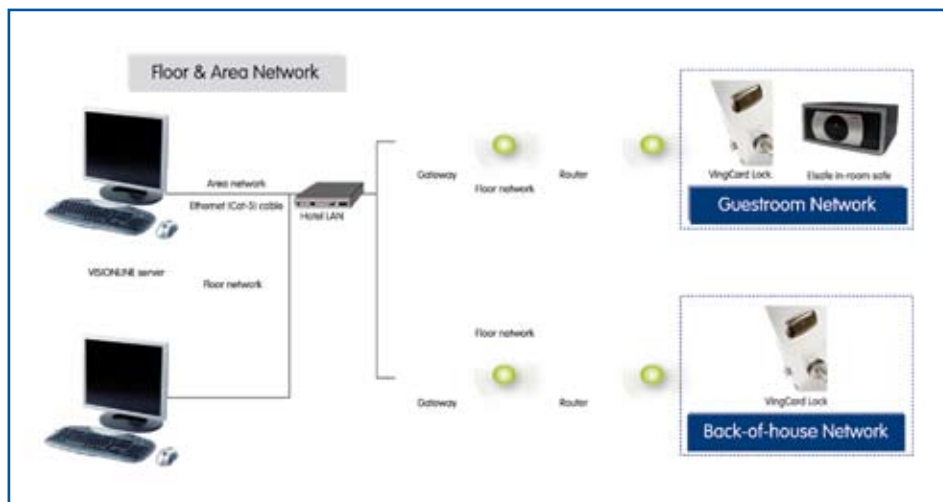 Floor & Area Network
Area network
Ethernet (Cat-5) cable
Hotel LAN
VISIONLINE server
Floor network
Gateway
Floor network
Router
VingCard Lock
Elsafe in-room safe
Guestroom Network
Floor network
Gateway
Router
VingCard Lock
Back-of-house Network